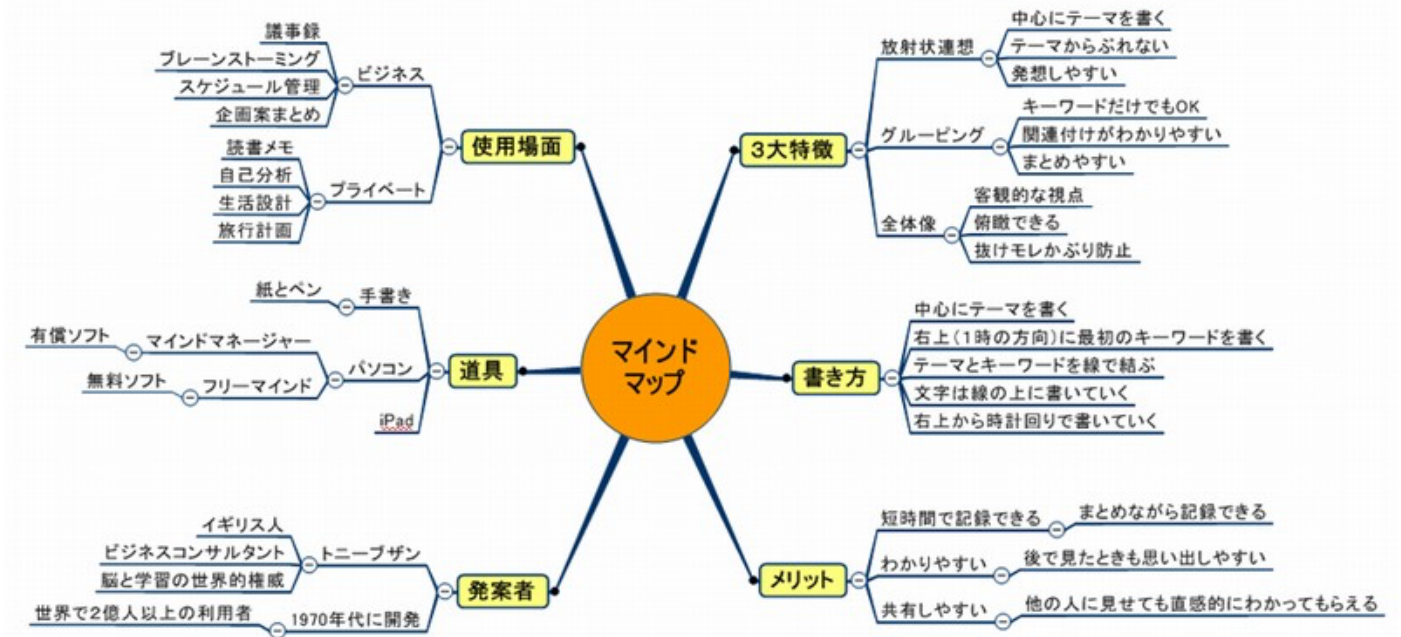 マインド
マップ
3大特徴
放射状連想
中心にテーマを書く
テーマからぶれない
発想しやすい
グルーピング
キーワードだけでもOK
関連付けがわかりやすい
まとめやすい
全体像
客観的な視点
俯瞰できる
抜けモレかぶり防止
書き方
中心にテーマを書く
右上(1時の方向)に最初のキーワードを書く
テーマとキーワードを線で結ぶ
文字は線の上に書いていく
右上から時計回りで書いていく
メリット
短時間で記録できる
まとめながら記録できる
わかりやすい
後で見たときも思い出しやすい
共有しやすい
他の人に見せても直感的にわかってもらえる
発案者
トニーブザン
イギリス人
ビジネスコンサルタント
脳と学習の世界的権威
1970年代に開発
世界で2億人以上の利用者
道具
手書き
紙とペン
パソコン
マインドマネージャー
有償ソフト
フリーマインド
無料ソフト
iPad
使用場面
ビジネス
議事録
ブレーンストーミング
スケジュール管理
企画案まとめ
プライベート
読書メモ
自己分析
生活設計
旅行計画